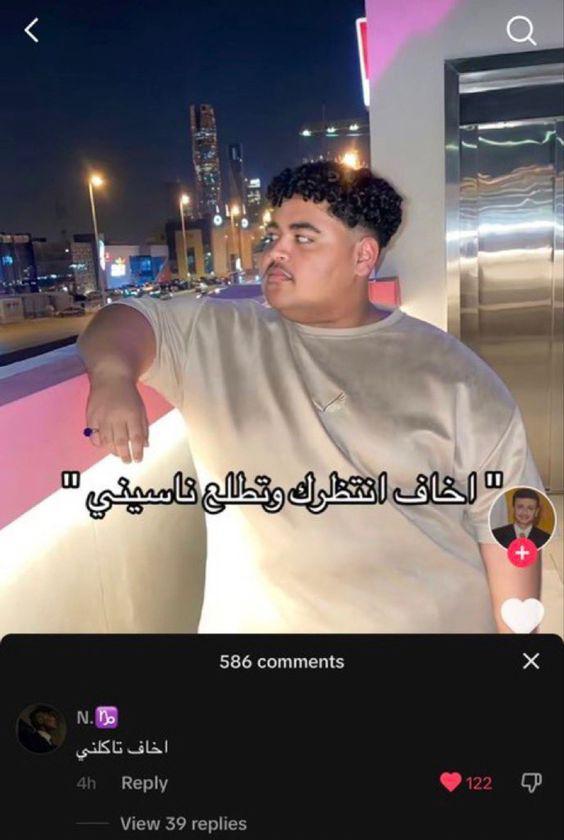 " اخاف انتظرك وتطلع ناسيني "
586 comments
N.♑
اخاف تاكلني
4h Reply 122
View 39 replies